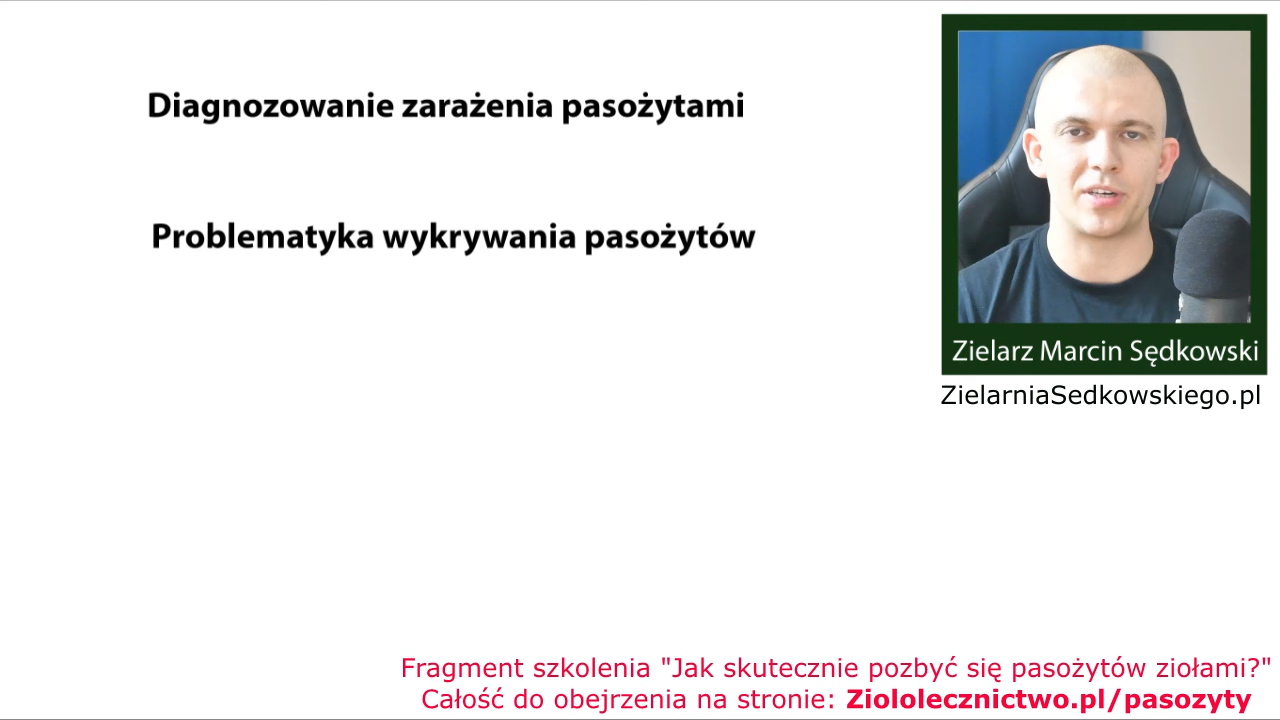 Diagnozowanie zarażenia pasożytami
Problematyka wykrywania pasożytów
Zielarz Marcin Sędkowski
ZielarniaSedkowskiego.pl
Fragment szkolenia "Jak skutecznie pozbyć się pasożytów ziołami?"
Całość do obejrzenia na stronie: Ziololecznictwo.pl/pasozyty